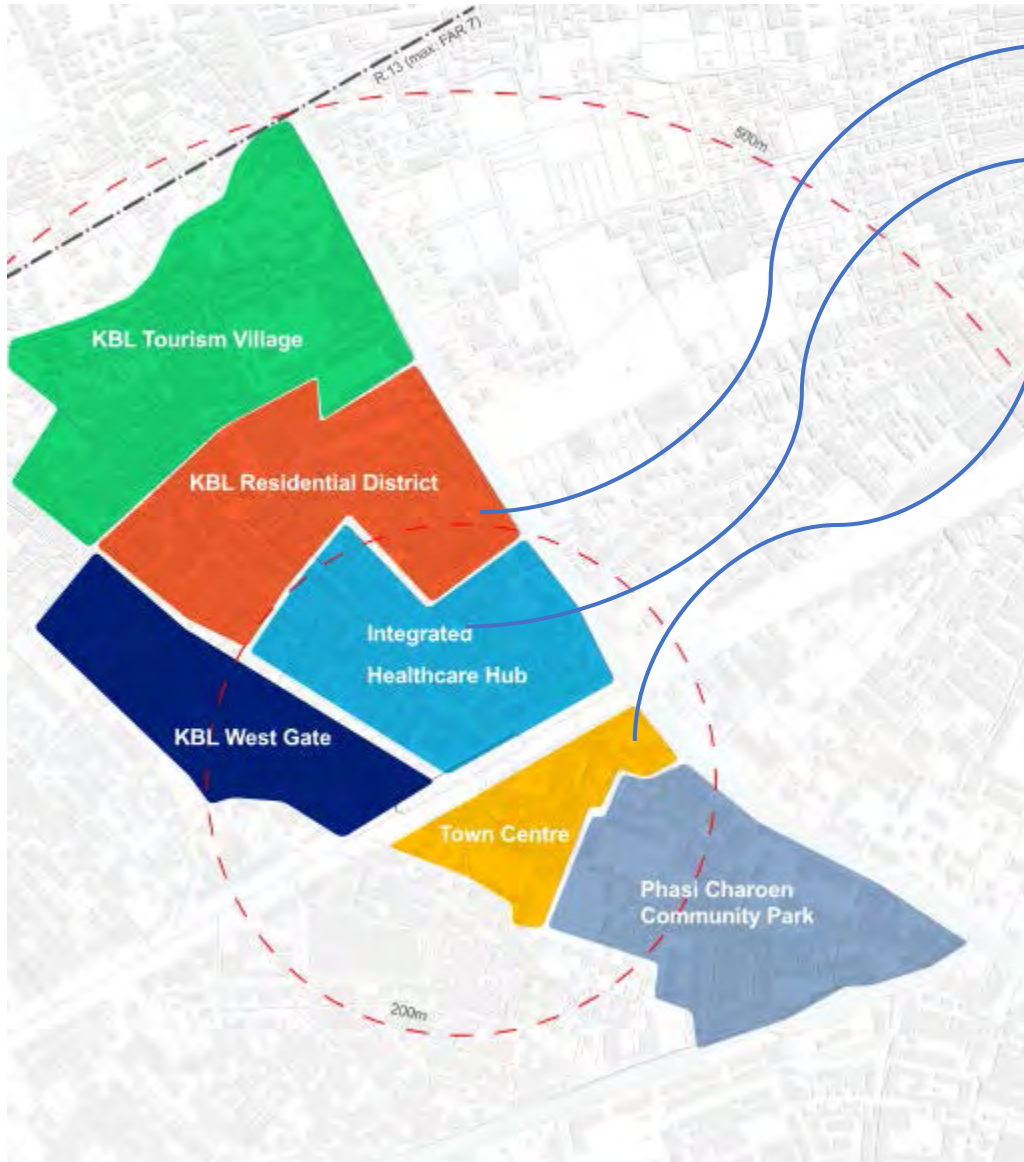 R.13 (max. FAR 7)
500m
KBL Tourism Village
KBL Residential District
Integrated
Healthcare Hub
KBL West Gate
Town Centre
Phasi Charoen
Community Park
200m